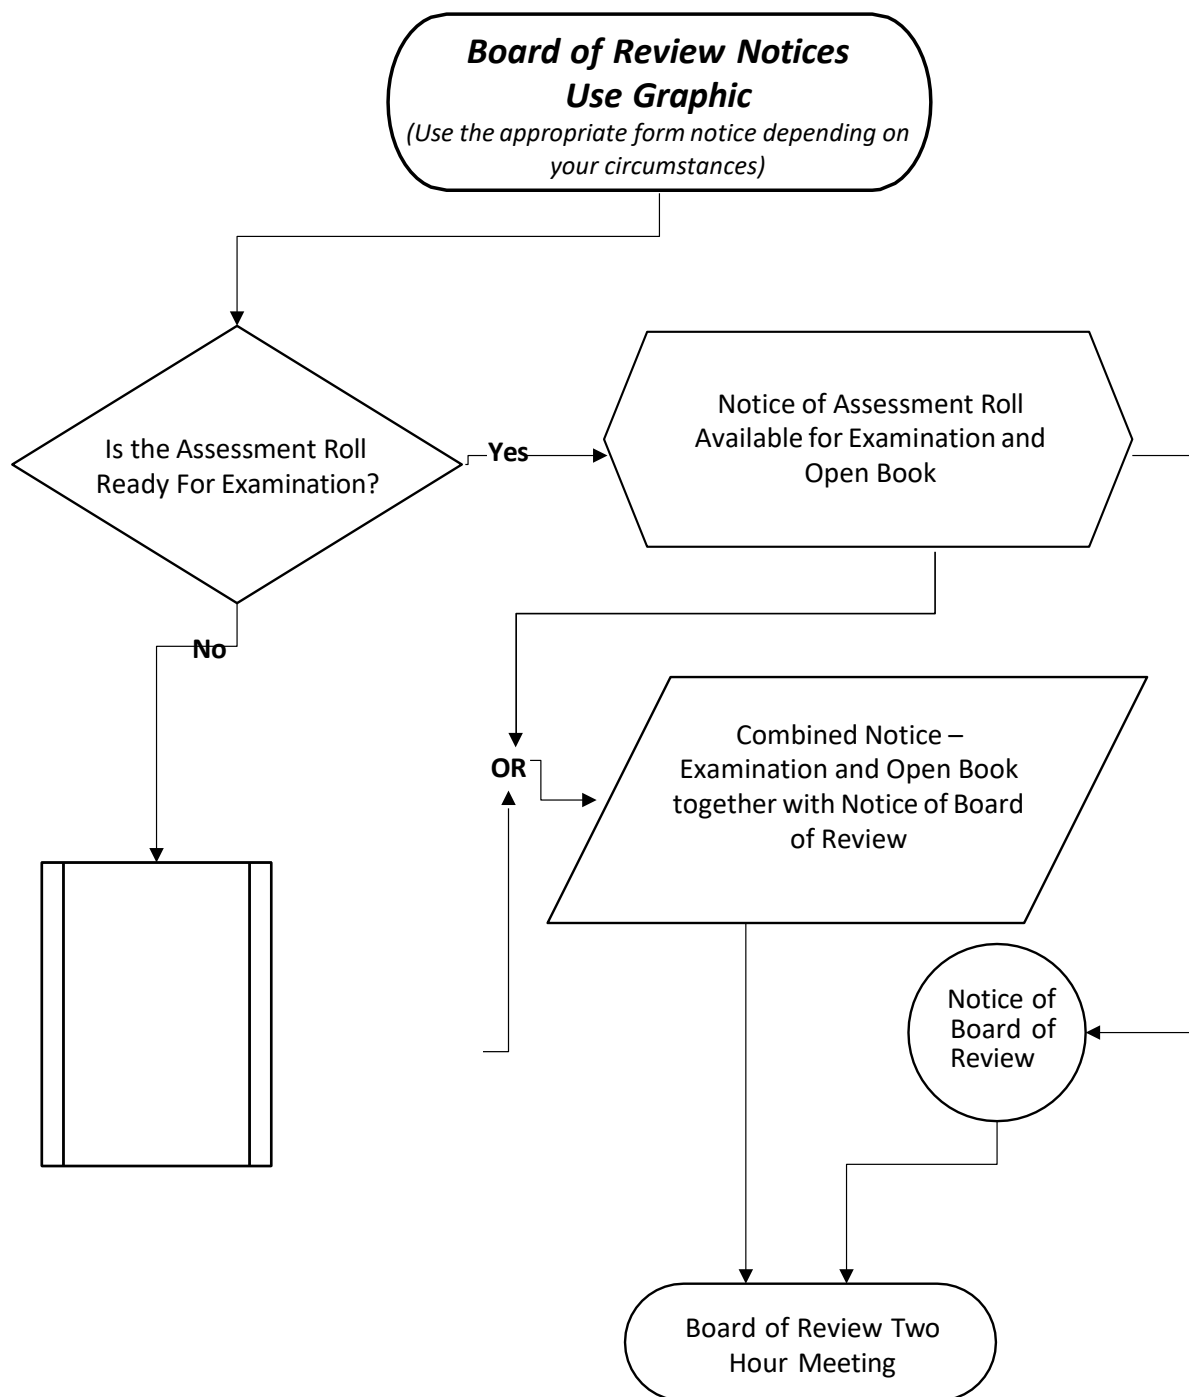 Board of Review Notices
Use Graphic
(Use the appropriate form notice depending on
your circumstances)
Is the Assessment Roll
Ready For Examination?
Yes
Notice of Assessment Roll
Available for Examination and
Open Book
No
OR
Combined Notice –
Examination and Open Book
together with Notice of Board
of Review
Notice of
Board of
Review
Board of Review Two
Hour Meeting